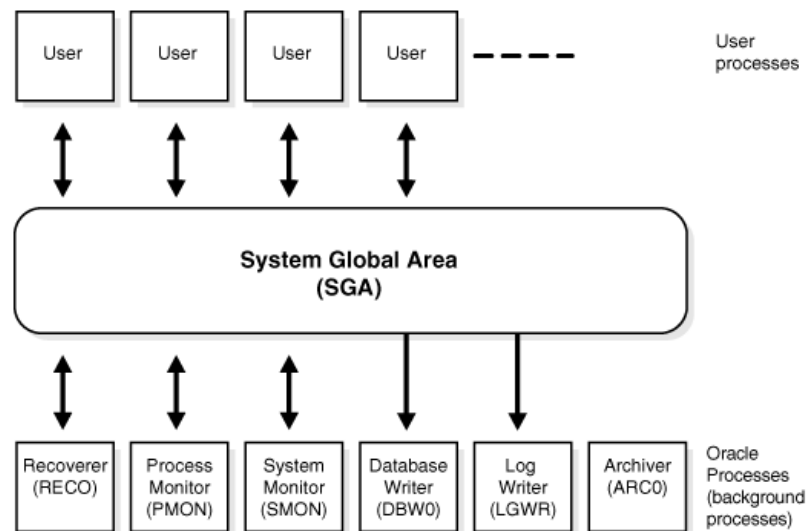 User
User
User
User
User
processes
System Global Area
(SGA)
Recoverer
(RECO)
Process
Monitor
(PMON)
System
Monitor
(SMON)
Database
Writer
(DBW0)
Log
Writer
(LGWR)
Archiver
(ARC0)
Oracle
Processes
(background
processes)